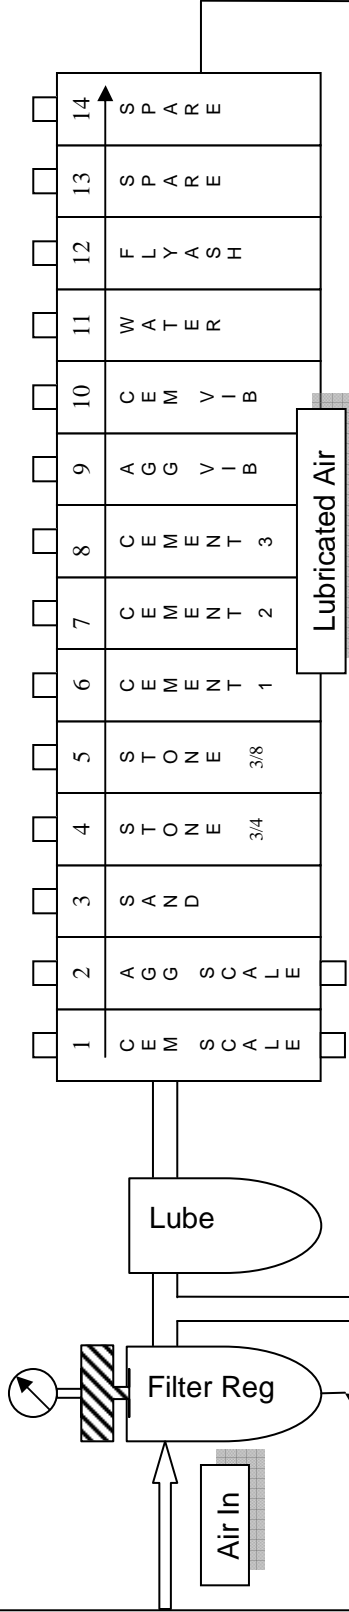 1 CEM SCALE
2 AGG SCALE
3 SAND
4 STONE 3/4
5 STONE 3/8
6 CEMENT 1
7 CEMENT 2
8 CEMENT 3
9 AGG VIB
10 CEM VIB
11 WATER
12 FLYASH
13 SPARE
14 SPARE
Lube
Filter Reg
Air In
Lubricated Air